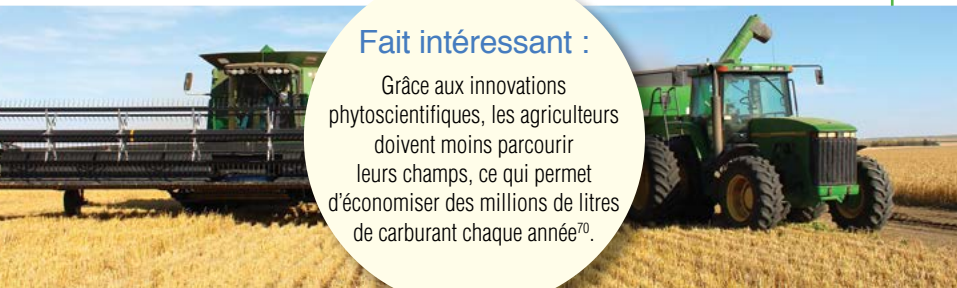 Fait intéressant :
Grâce aux innovations
phytoscientifiques, les agriculteurs
doivent moins parcourir
leurs champs, ce qui permet
d'économiser des millions de litres
de carburant chaque année⁷⁰.